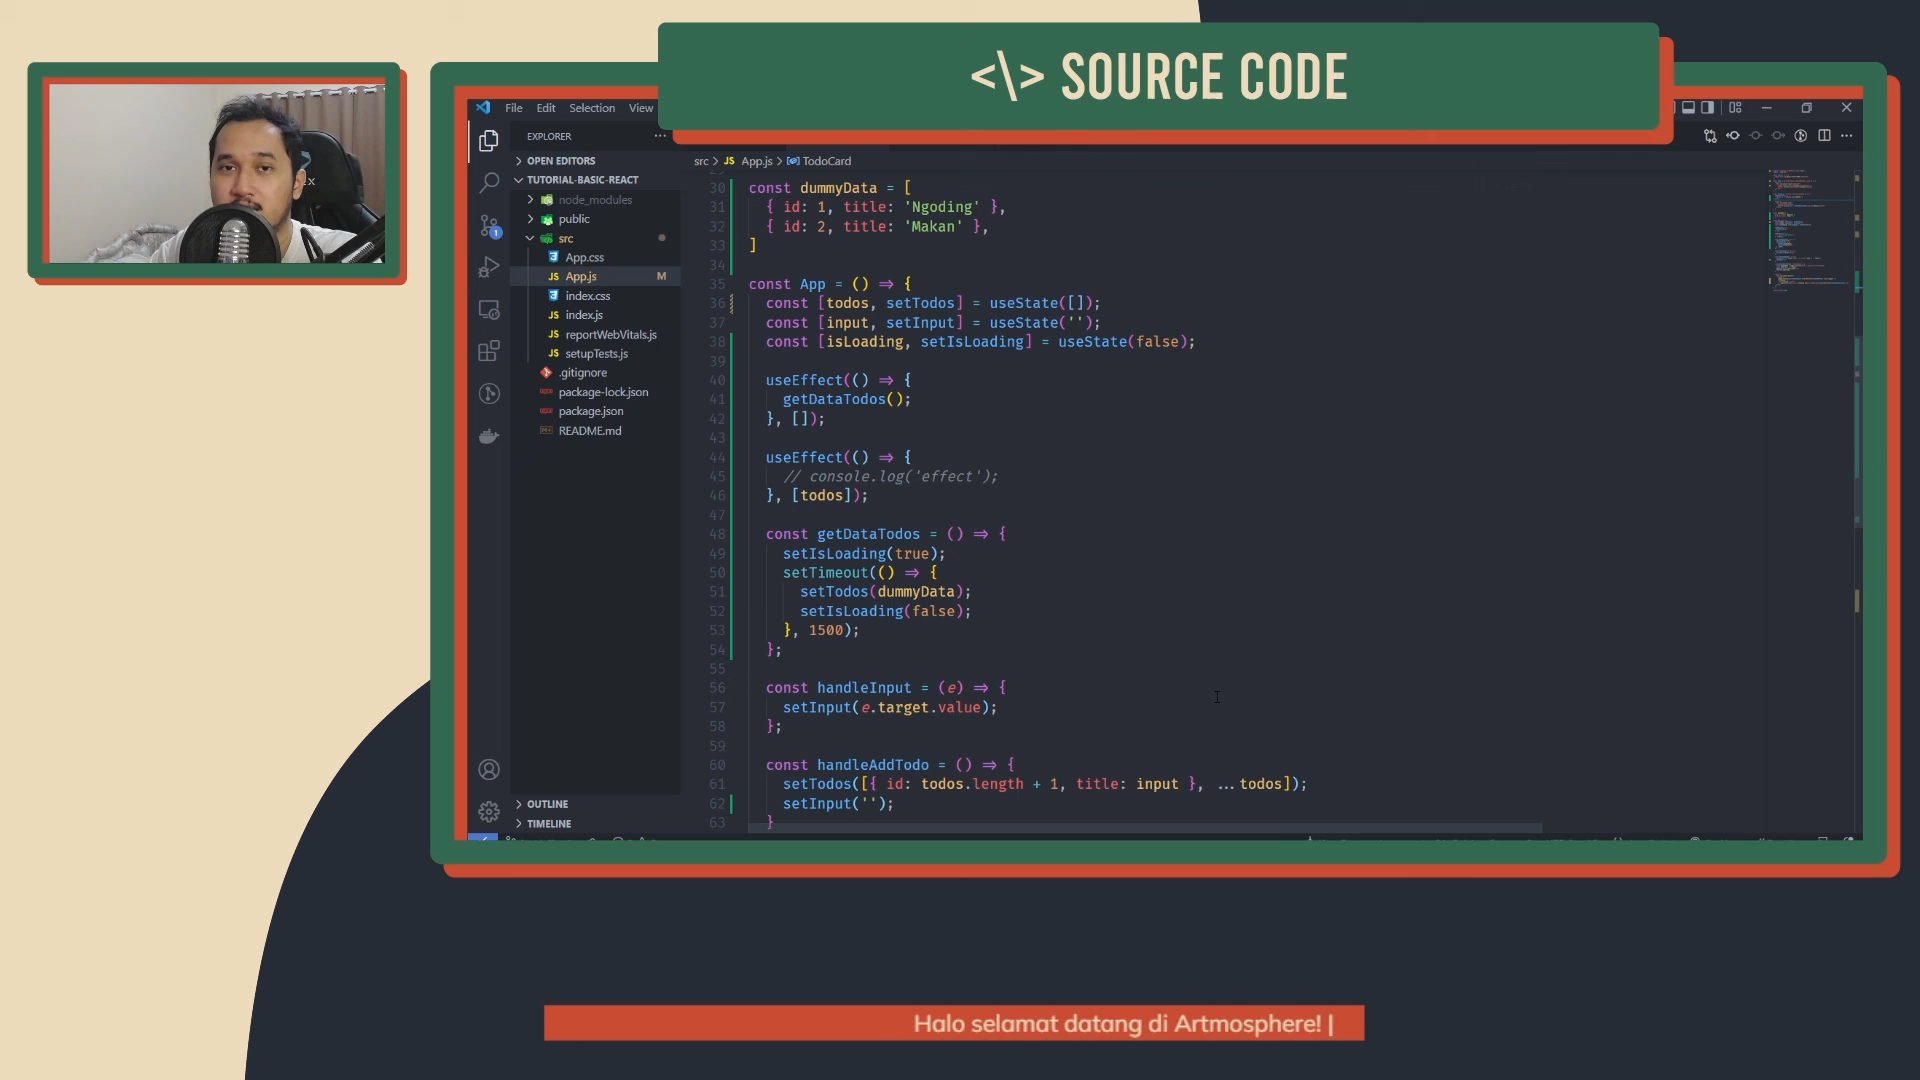 <\> SOURCE CODE
File Edit Selection View
EXPLORER
OPEN EDITORS
TUTORIAL-BASIC-REACT
node_modules
public
src
App.css
App.js M
index.css
index.js
reportWebVitals.js
setupTests.js
.gitignore
package-lock.json
package.json
README.md
OUTLINE
TIMELINE
src > JS App.js > TodoCard
30 const dummyData = [
31 { id: 1, title: 'Ngoding' },
32 { id: 2, title: 'Makan' },
33 ]
34
35 const App = () => {
36 const [todos, setTodos] = useState([]);
37 const [input, setInput] = useState('');
38 const [isLoading, setIsLoading] = useState(false);
39
40 useEffect(() => {
41 getDataTodos();
42 }, []);
43
44 useEffect(() => {
45 // console.log('effect');
46 }, [todos]);
47
48 const getDataTodos = () => {
49 setIsLoading(true);
50 setTimeout(() => {
51 setTodos(dummyData);
52 setIsLoading(false);
53 }, 1500);
54 };
55
56 const handleInput = (e) => {
57 setInput(e.target.value);
58 };
59
60 const handleAddTodo = () => {
61 setTodos([{ id: todos.length + 1, title: input }, ...todos]);
62 setInput('');
63 }
Halo selamat datang di Artmosphere! |